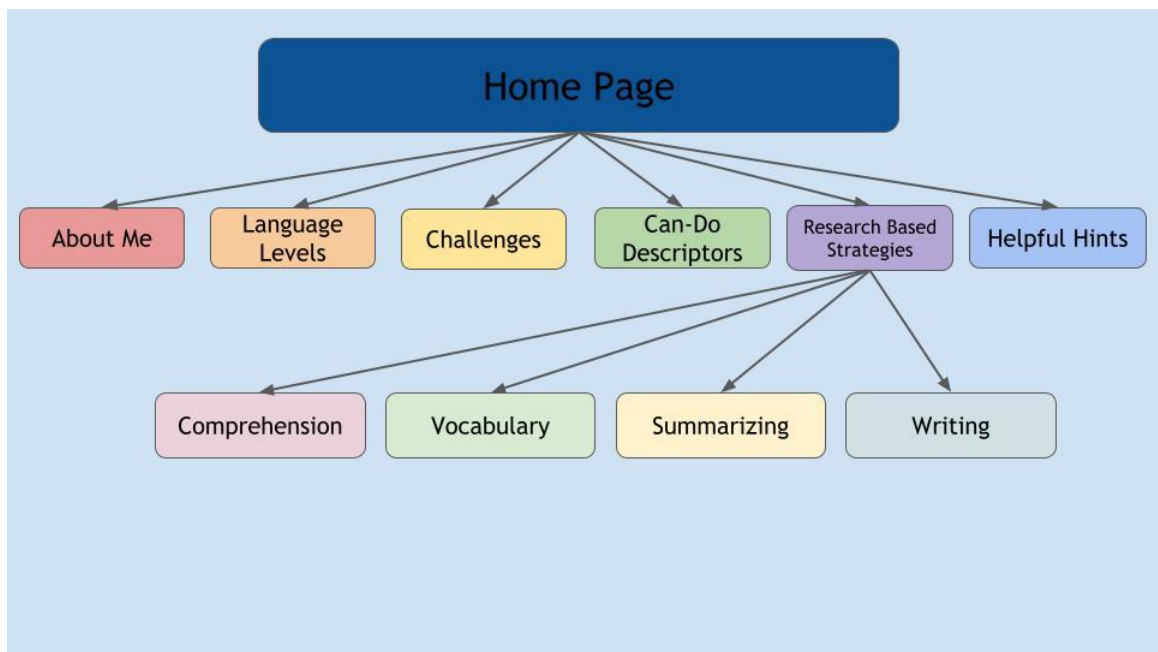 Home Page
About Me
Language
Levels
Challenges
Can-Do
Descriptors
Research Based
Strategies
Helpful Hints
Comprehension
Vocabulary
Summarizing
Writing